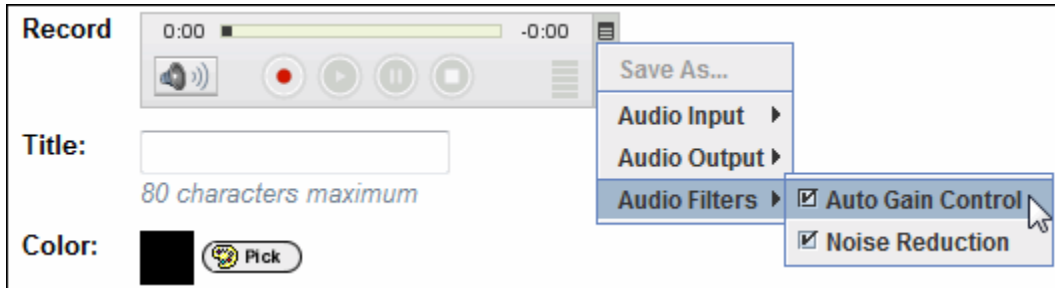 Record
0:00
-0:00
Save As...
Audio Input
Audio Output
Audio Filters
Auto Gain Control
Noise Reduction
Title:
80 characters maximum
Color:
Pick